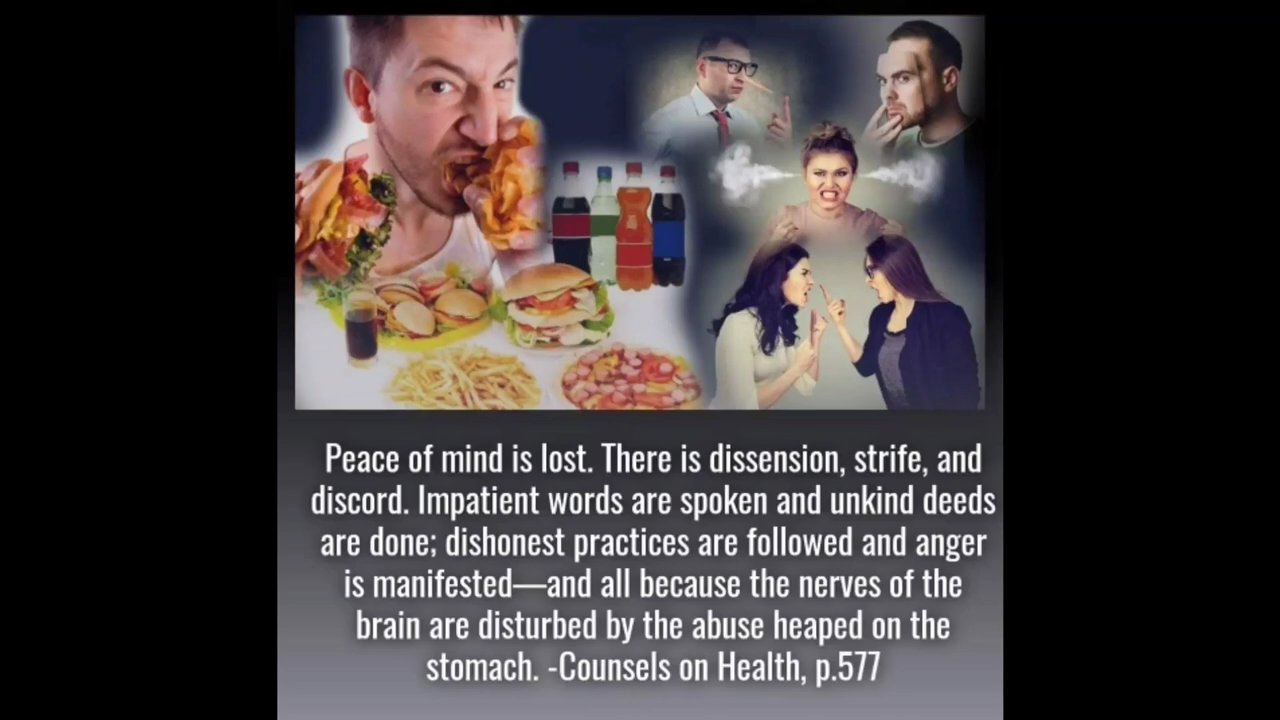 Peace of mind is lost. There is dissension, strife, and
discord. Impatient words are spoken and unkind deeds
are done; dishonest practices are followed and anger
is manifested—and all because the nerves of the
brain are disturbed by the abuse heaped on the
stomach. -Counsels on Health, p.577